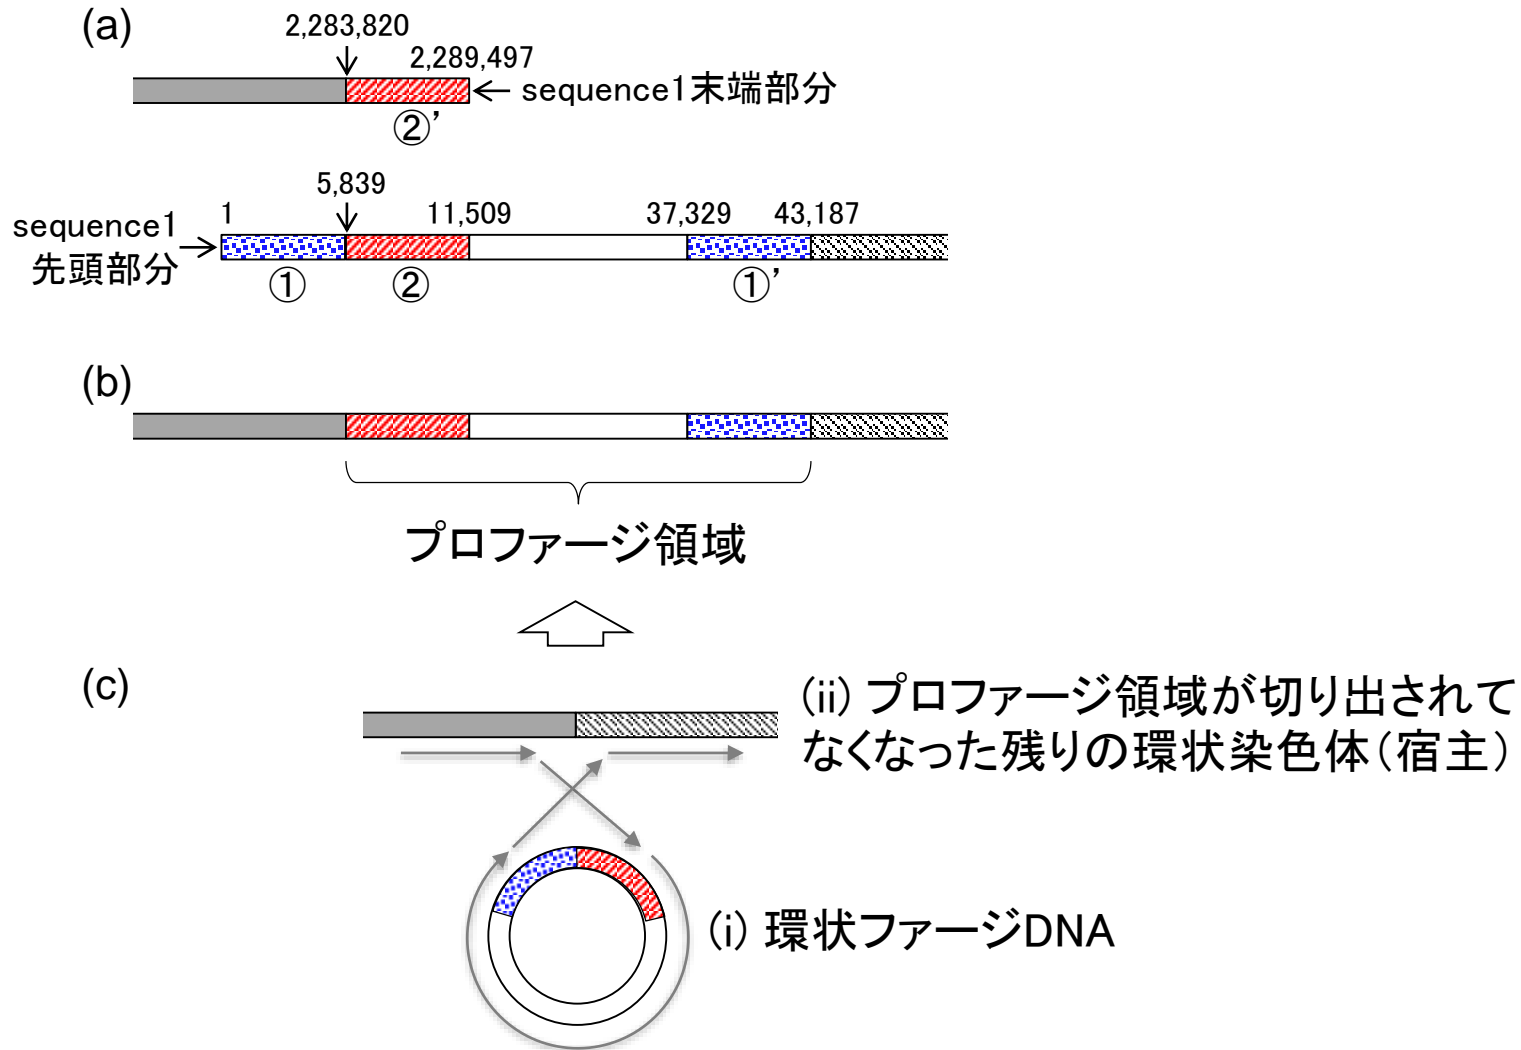 (a)
2,283,820
2,289,497
sequence1末端部分
②’
5,839
sequence1
先頭部分
1
11,509
37,329
43,187
①
②
①’
(b)
プロファージ領域
(c)
(ii) プロファージ領域が切り出されて
なくなった残りの環状染色体(宿主)
(i) 環状ファージDNA